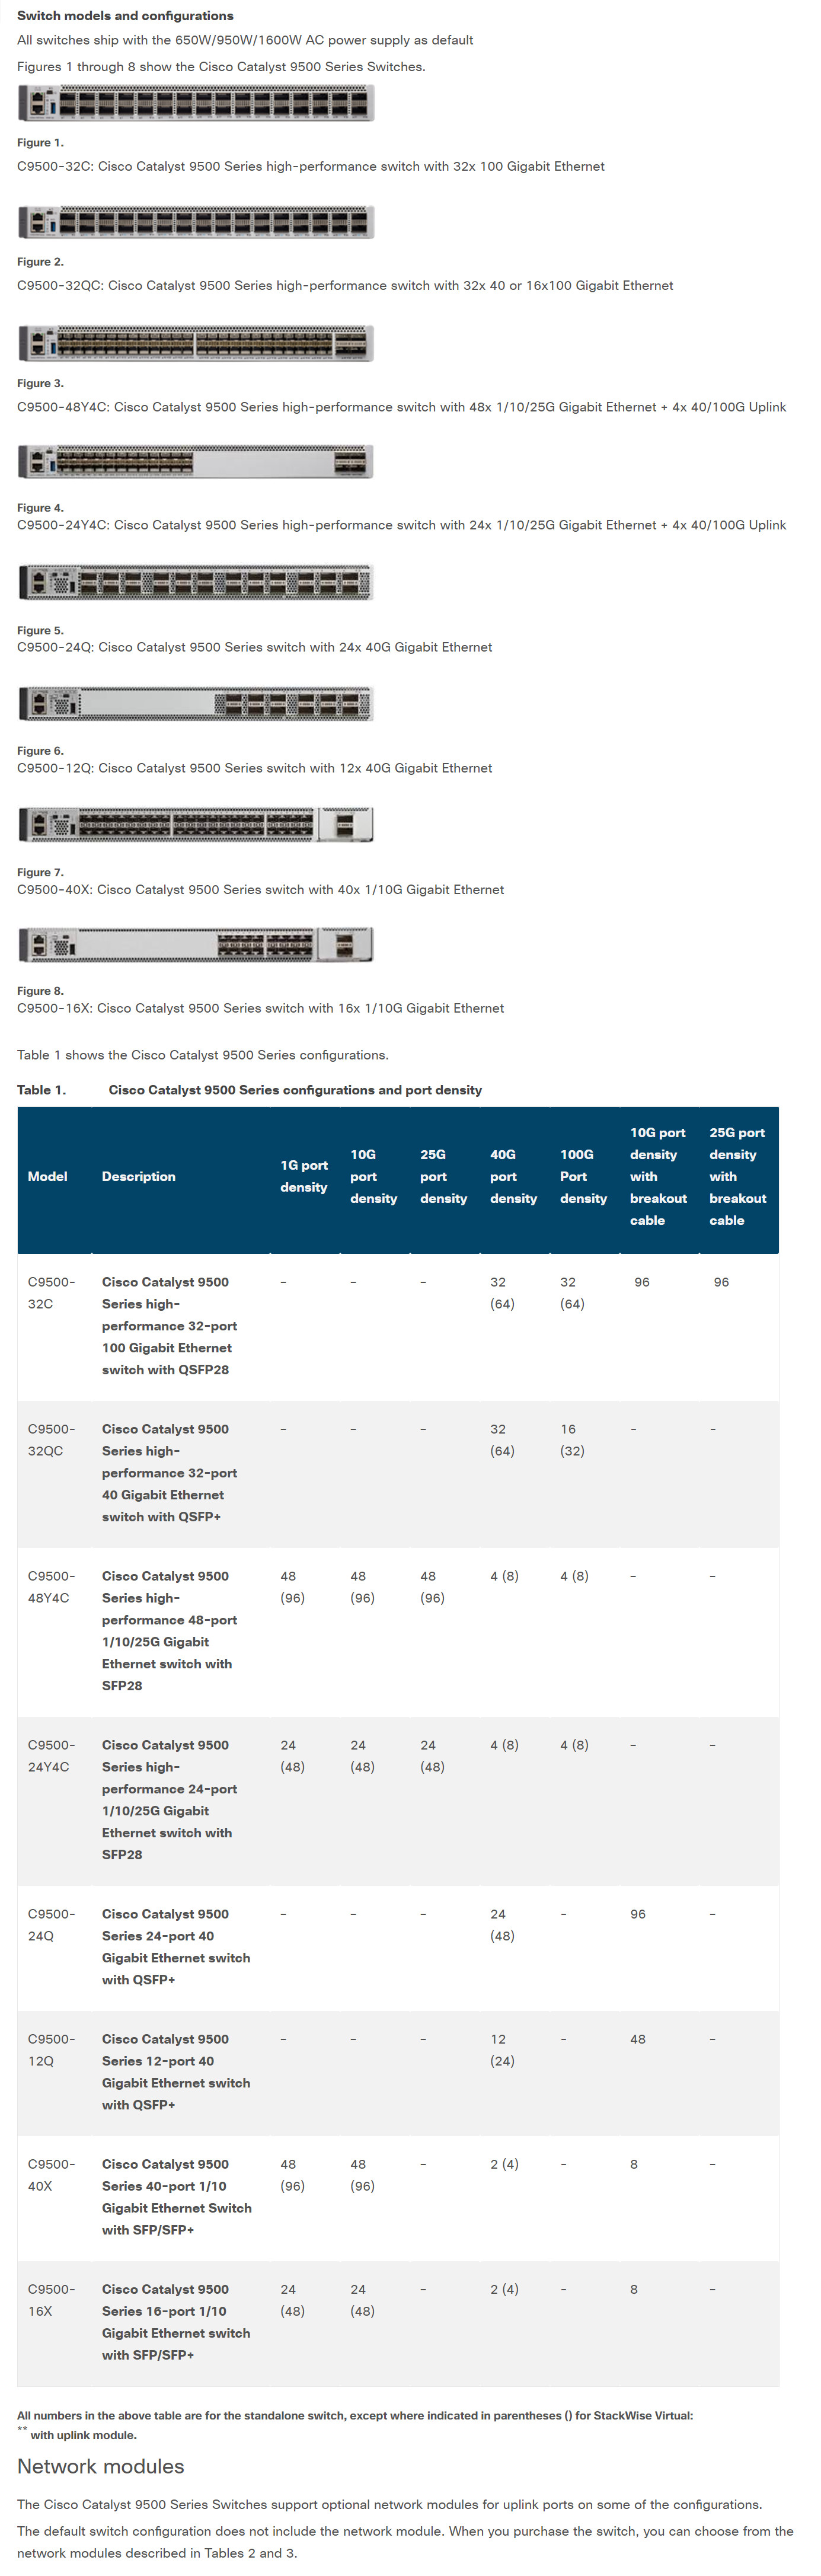 Switch models and configurations
All switches ship with the 650W/950W/1600W AC power supply as default
Figures 1 through 8 show the Cisco Catalyst 9500 Series Switches.
Figure 1.
C9500-32C: Cisco Catalyst 9500 Series high-performance switch with 32x 100 Gigabit Ethernet
Figure 2.
C9500-32QC: Cisco Catalyst 9500 Series high-performance switch with 32x 40 or 16x100 Gigabit Ethernet
Figure 3.
C9500-48Y4C: Cisco Catalyst 9500 Series high-performance switch with 48x 1/10/25G Gigabit Ethernet + 4x 40/100G Uplink
Figure 4.
C9500-24Y4C: Cisco Catalyst 9500 Series high-performance switch with 24x 1/10/25G Gigabit Ethernet + 4x 40/100G Uplink
Figure 5.
C9500-24Q: Cisco Catalyst 9500 Series switch with 24x 40G Gigabit Ethernet
Figure 6.
C9500-12Q: Cisco Catalyst 9500 Series switch with 12x 40G Gigabit Ethernet
Figure 7.
C9500-40X: Cisco Catalyst 9500 Series switch with 40x 1/10G Gigabit Ethernet
Figure 8.
C9500-16X: Cisco Catalyst 9500 Series switch with 16x 1/10G Gigabit Ethernet
Table 1 shows the Cisco Catalyst 9500 Series configurations.
Table 1. Cisco Catalyst 9500 Series configurations and port density
Model
Description
1G port
density
10G
port
density
25G
port
density
40G
port
density
100G
Port
density
10G port
density
with
breakout
cable
25G port
density
with
breakout
cable
C9500-
32C
Cisco Catalyst 9500
Series high-
performance 32-port
100 Gigabit Ethernet
switch with QSFP28
-
-
-
32
(64)
32
(64)
96
96
C9500-
32QC
Cisco Catalyst 9500
Series high-
performance 32-port
40 Gigabit Ethernet
switch with QSFP+
-
-
-
32
(64)
16
(32)
-
-
C9500-
48Y4C
Cisco Catalyst 9500
Series high-
performance 48-port
1/10/25G Gigabit
Ethernet switch with
SFP28
48
(96)
48
(96)
48
(96)
4 (8)
4 (8)
-
-
C9500-
24Y4C
Cisco Catalyst 9500
Series high-
performance 24-port
1/10/25G Gigabit
Ethernet switch with
SFP28
24
(48)
24
(48)
24
(48)
4 (8)
4 (8)
-
-
C9500-
24Q
Cisco Catalyst 9500
Series 24-port 40
Gigabit Ethernet switch
with QSFP+
-
-
-
24
(48)
-
96
-
C9500-
12Q
Cisco Catalyst 9500
Series 12-port 40
Gigabit Ethernet switch
with QSFP+
-
-
-
12
(24)
-
48
-
C9500-
40X
Cisco Catalyst 9500
Series 40-port 1/10
Gigabit Ethernet Switch
with SFP/SFP+
48
(96)
48
(96)
-
2 (4)
-
8
-
C9500-
16X
Cisco Catalyst 9500
Series 16-port 1/10
Gigabit Ethernet switch
with SFP/SFP+
24
(48)
24
(48)
-
2 (4)
-
8
-
All numbers in the above table are for the standalone switch, except where indicated in parentheses () for StackWise Virtual:
** with uplink module.
Network modules
The Cisco Catalyst 9500 Series Switches support optional network modules for uplink ports on some of the configurations.
The default switch configuration does not include the network module. When you purchase the switch, you can choose from the
network modules described in Tables 2 and 3.